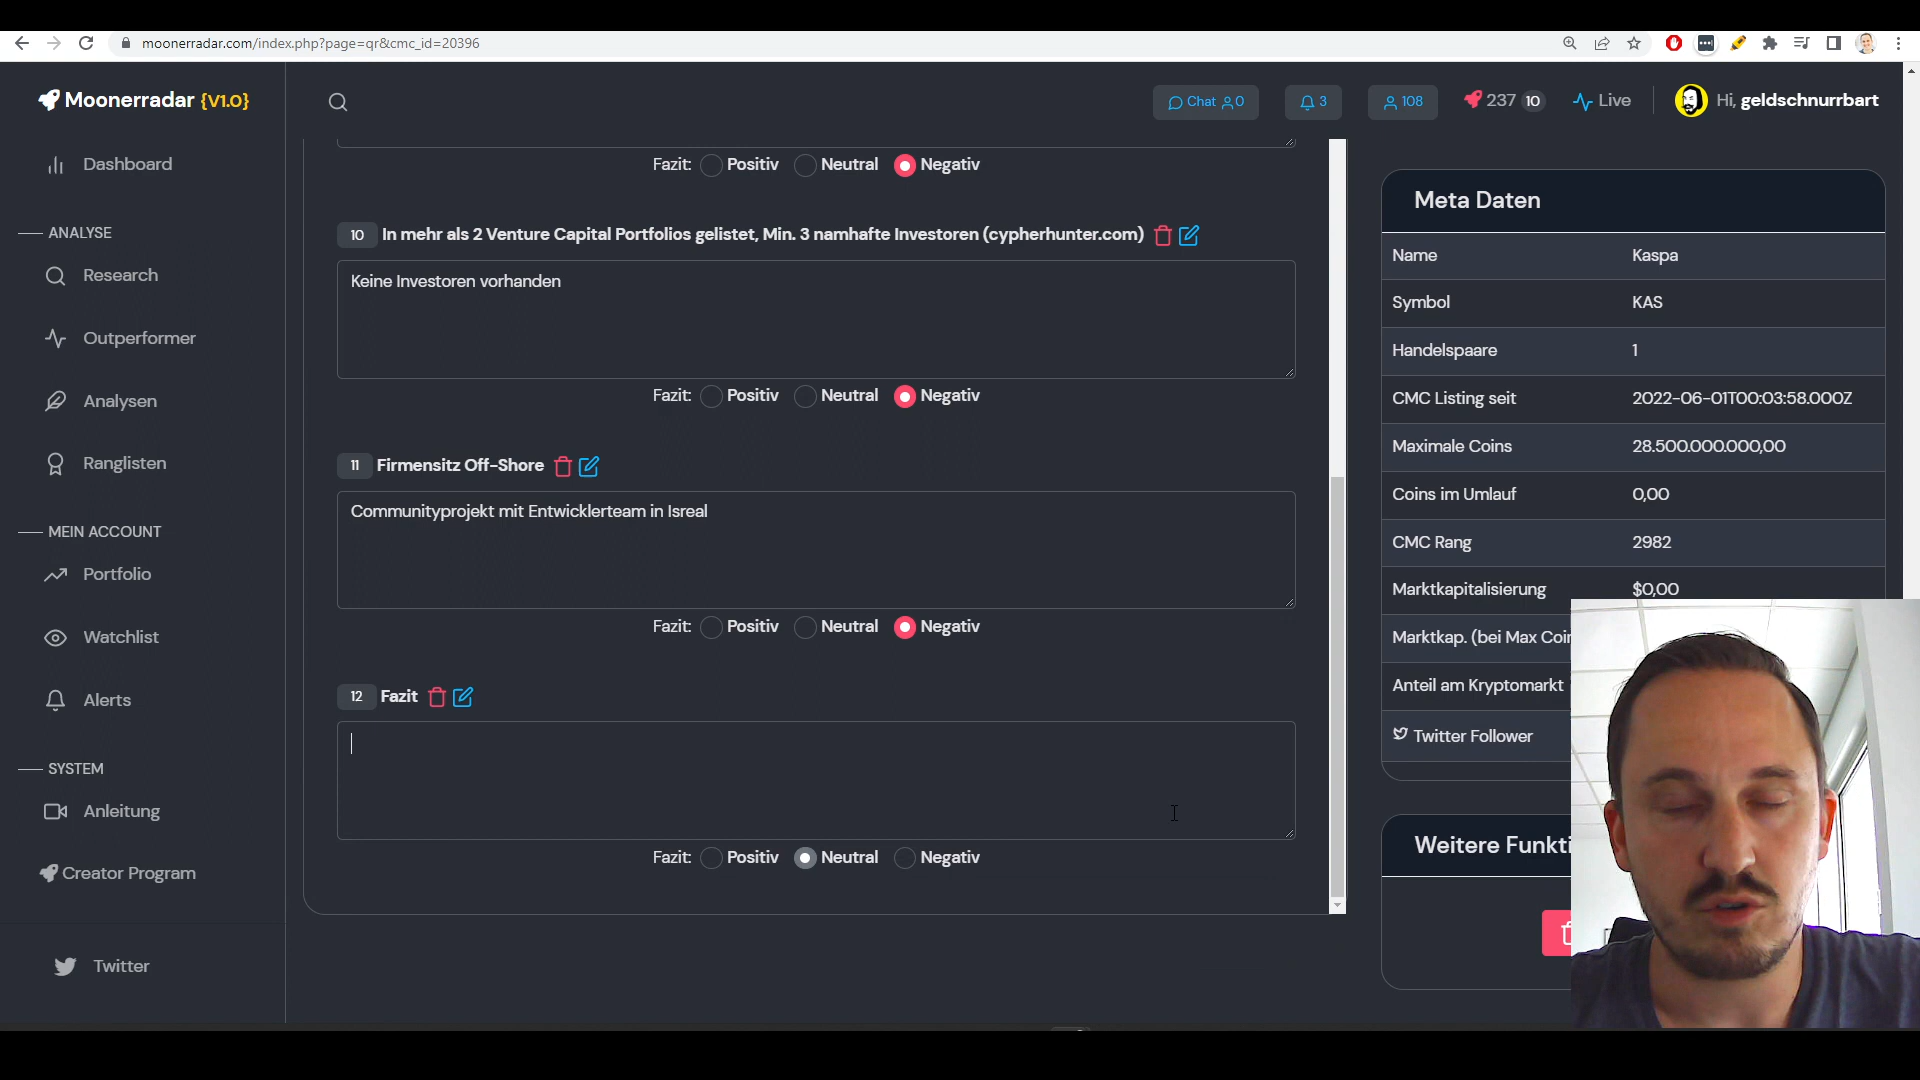 moonerradar.com/index.php?page=qr&cmc_id=20396
Moonerradar {V1.0}
Chat 0
3
108
237 10
Live
Hi, geldschnurrbart
Dashboard
ANALYSE
Research
Outperformer
Analysen
Ranglisten
MEIN ACCOUNT
Portfolio
Watchlist
Alerts
SYSTEM
Anleitung
Creator Program
Twitter
Fazit: Positiv Neutral Negativ
10 In mehr als 2 Venture Capital Portfolios gelistet, Min. 3 namhafte Investoren (cypherhunter.com)
Keine Investoren vorhanden
Fazit: Positiv Neutral Negativ
11 Firmensitz Off-Shore
Communityprojekt mit Entwicklerteam in Isreal
Fazit: Positiv Neutral Negativ
12 Fazit
Fazit: Positiv Neutral Negativ
Meta Daten
Name Kaspa
Symbol KAS
Handelspaare 1
CMC Listing seit 2022-06-01T00:03:58.000Z
Maximale Coins 28.500.000.000,00
Coins im Umlauf 0,00
CMC Rang 2982
Marktkapitalisierung $0,00
Marktkap. (bei Max Coin
Anteil am Kryptomarkt
Twitter Follower
Weitere Funkti